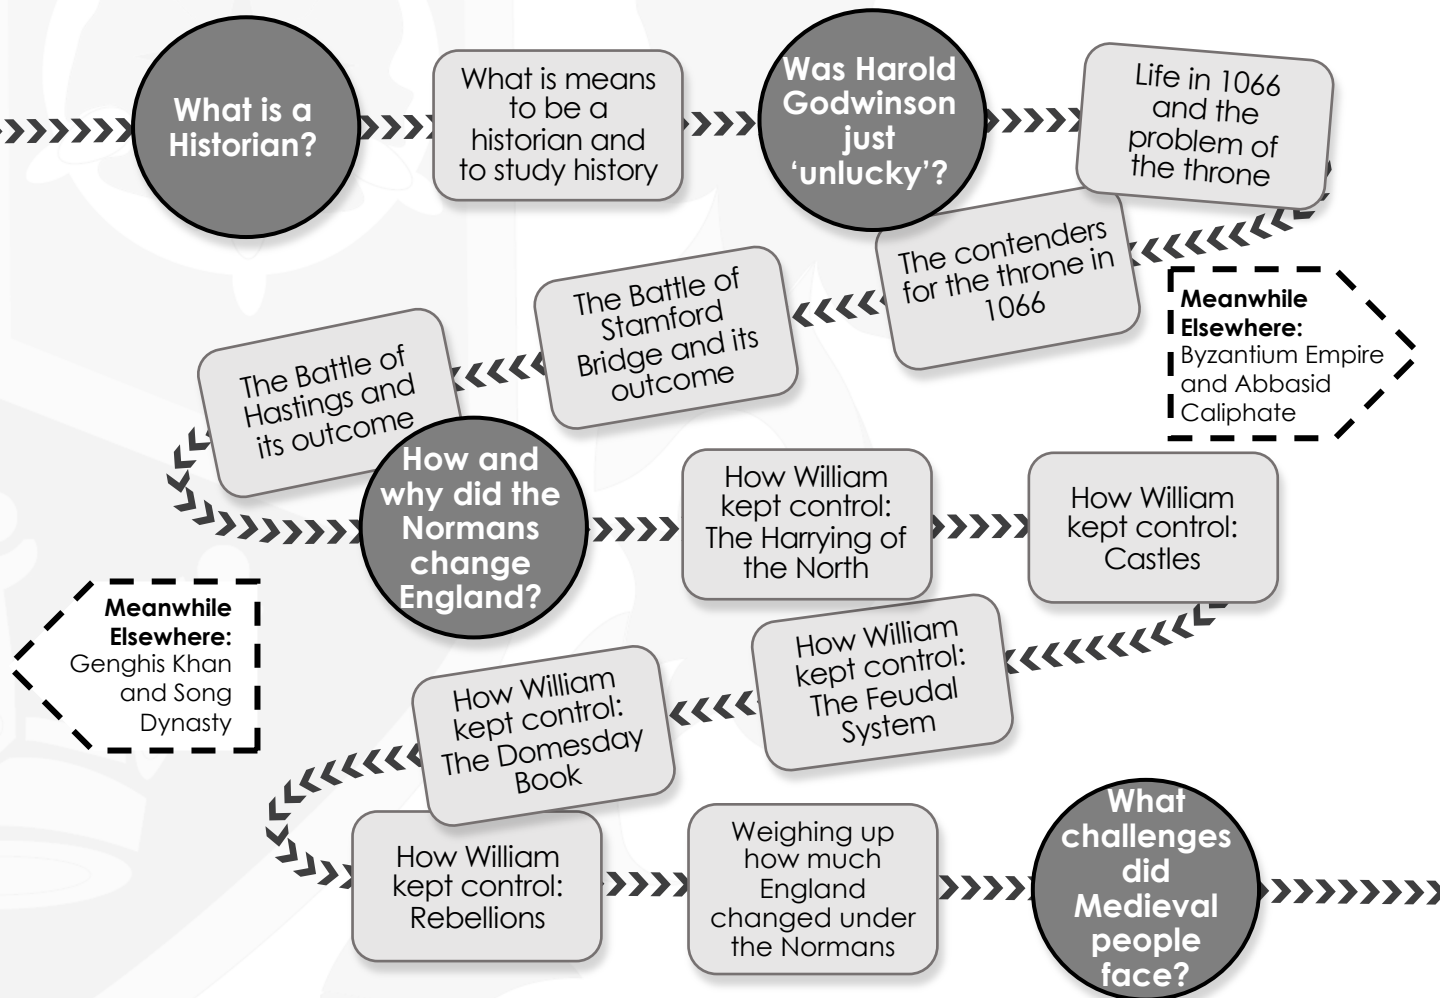 What is a
Historian?
What is means
to be a
historian and
to study history
Was Harold
Godwinson
just
‘unlucky’?
Life in 1066
and the
problem of
the throne
The contenders
for the throne in
1066
Meanwhile
Elsewhere:
Byzantium Empire
and Abbasid
Caliphate
The Battle of
Stamford
Bridge and its
outcome
The Battle of
Hastings and
its outcome
How and
why did the
Normans
change
England?
How William
kept control:
The Harrying of
the North
How William
kept control:
Castles
How William
kept control:
The Feudal
System
How William
kept control:
The Domesday
Book
Meanwhile
Elsewhere:
Genghis Khan
and Song
Dynasty
How William
kept control:
Rebellions
Weighing up
how much
England
changed under
the Normans
What
challenges
did
Medieval
people
face?